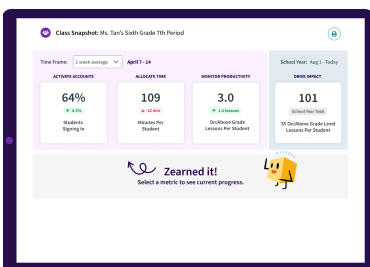 Class Snapshot: Ms. Tan's Sixth Grade 7th Period
Time Frame: 1 week average April 7 - 14
School Year: Aug 1 - Today
ACTIVATE ACCOUNTS
64%
4.5%
Students
Signing In
ALLOCATE TIME
109
12 min
Minutes Per
Student
MONITOR PRODUCTIVITY
3.0
1.2 lessons
On/Above Grade
Lessons Per Student
DRIVE IMPACT
101
School Year Total
SY On/Above Grade Level
Lessons Per Student
Zearned it!
Select a metric to see current progress.